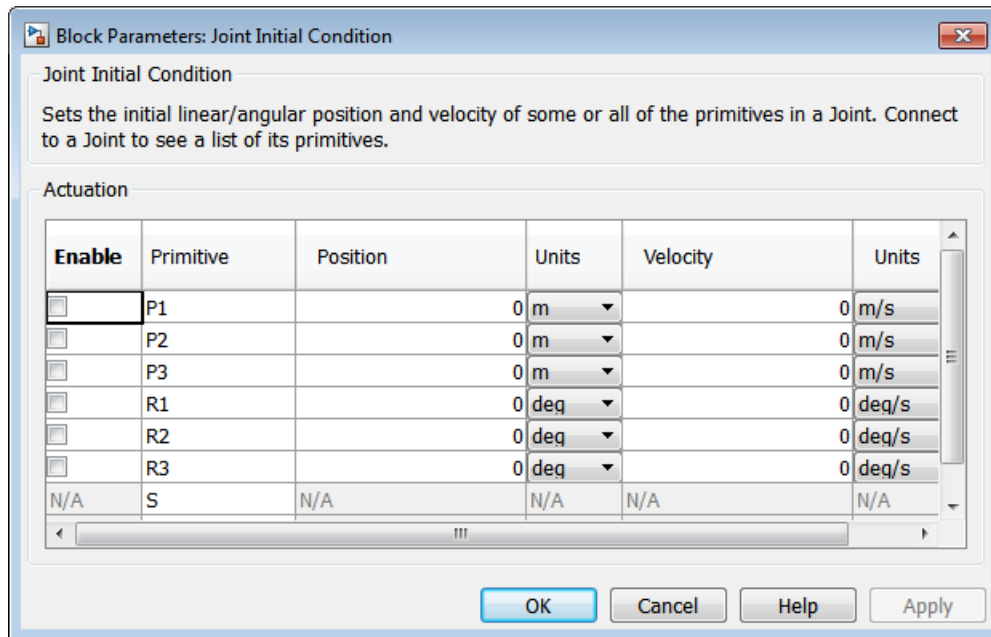 Block Parameters: Joint Initial Condition
Joint Initial Condition
Sets the initial linear/angular position and velocity of some or all of the primitives in a Joint. Connect
to a Joint to see a list of its primitives.
Actuation
Enable Primitive Position Units Velocity Units
P1 0 m 0 m/s
P2 0 m 0 m/s
P3 0 m 0 m/s
R1 0 deg 0 deg/s
R2 0 deg 0 deg/s
R3 0 deg 0 deg/s
N/A S N/A N/A N/A N/A
OK Cancel Help Apply